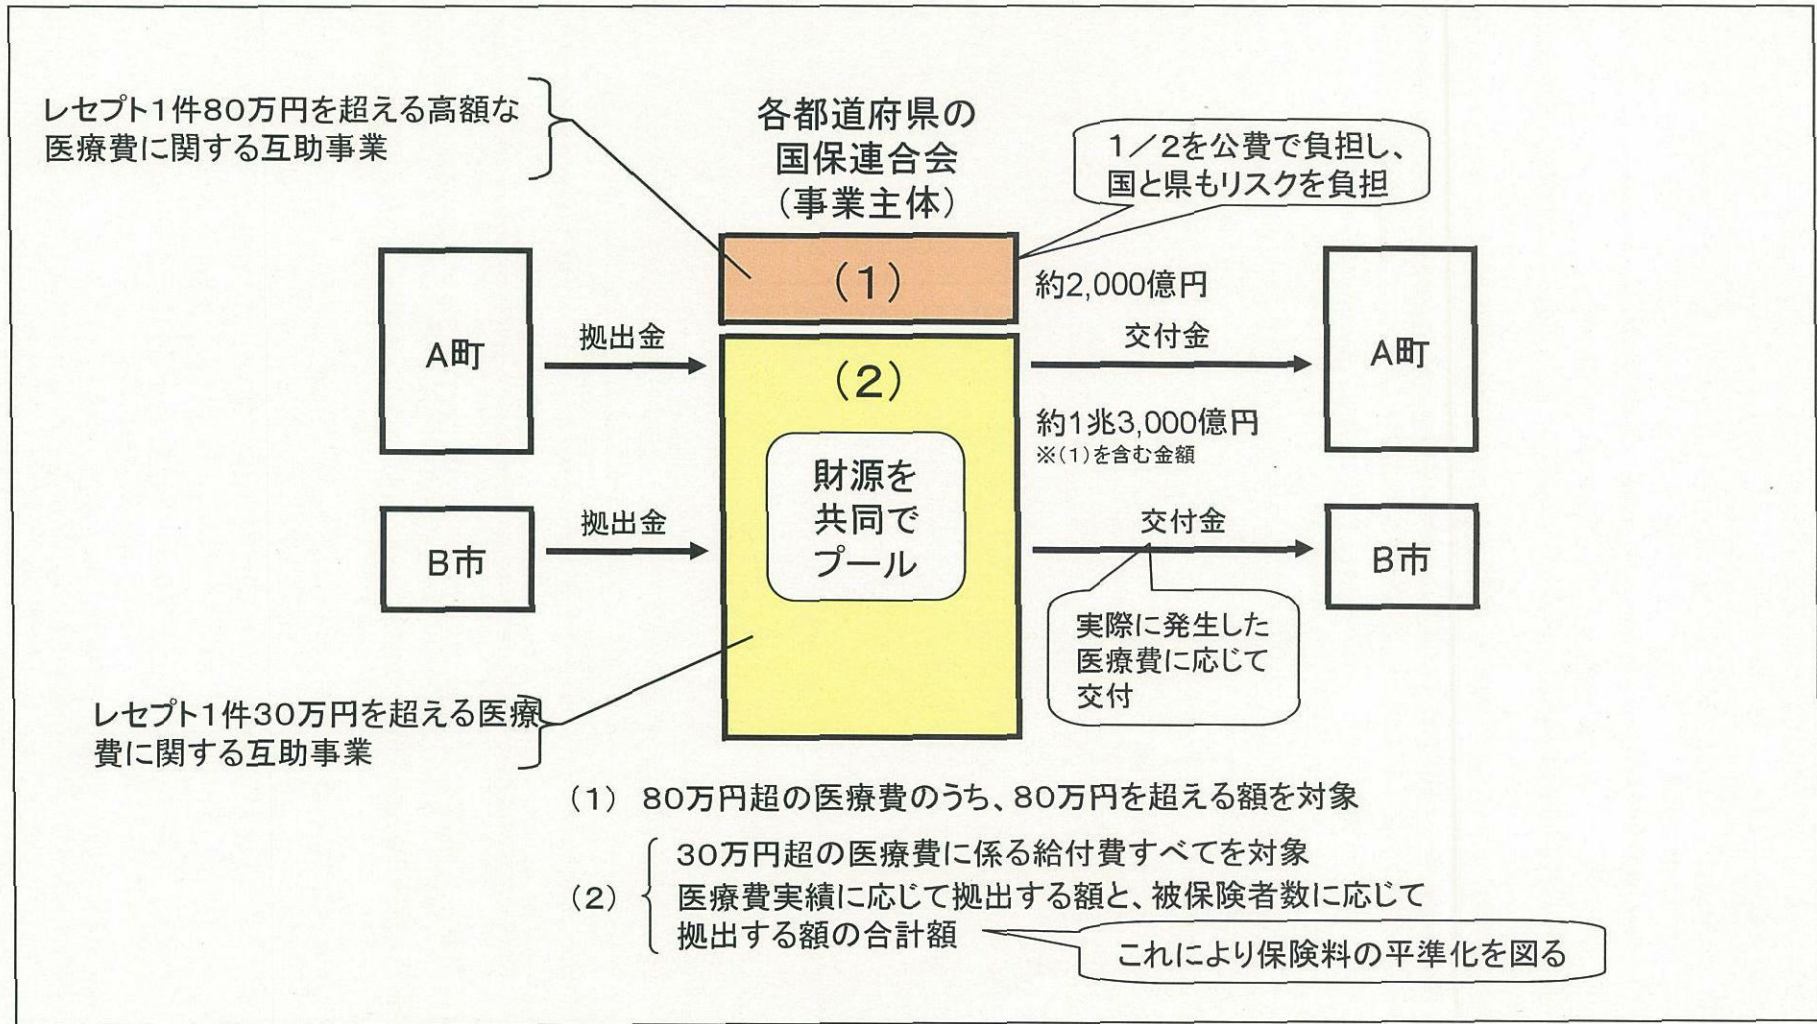 レセプト1件80万円を超える高額な
医療費に関する互助事業
各都道府県の
国保連合会
(事業主体)
1/2を公費で負担し、
国と県もリスクを負担
(1)
約2,000億円
A町
拠出金
交付金
A町
(2)
約1兆3,000億円
※(1)を含む金額
財源を
共同で
プール
B市
拠出金
交付金
B市
実際に発生した
医療費に応じて
交付
レセプト1件30万円を超える医療
費に関する互助事業
(1) 80万円超の医療費のうち、80万円を超える額を対象
(2)
30万円超の医療費に係る給付費すべてを対象
医療費実績に応じて拠出する額と、被保険者数に応じて
拠出する額の合計額
これにより保険料の平準化を図る